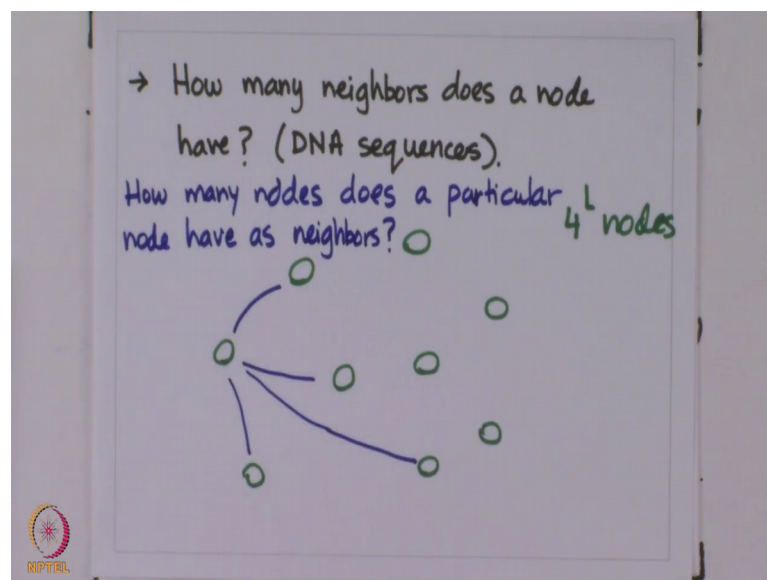 → How many neighbors does a node
have? (DNA sequences).
How many nodes does a particular
node have as neighbors?
4^L nodes
NPTEL